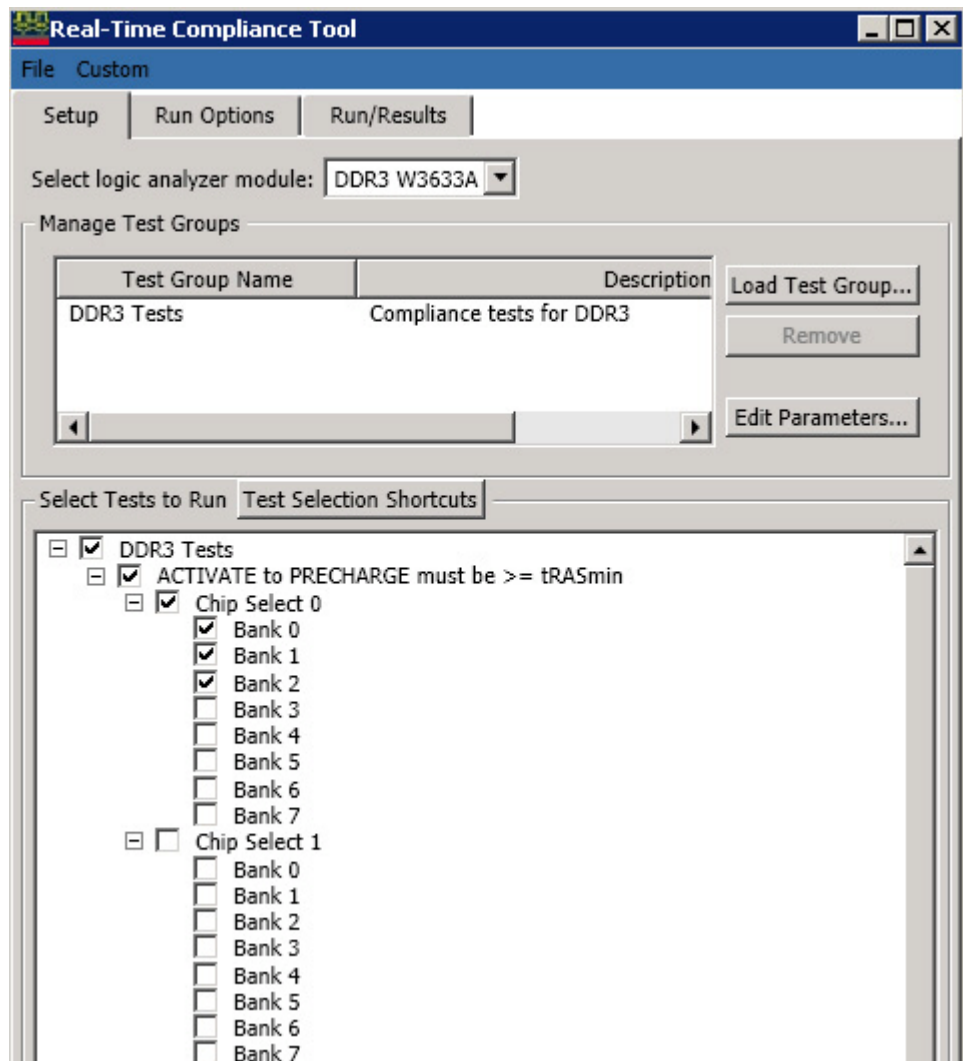 Real-Time Compliance Tool
File Custom
Setup Run Options Run/Results
Select logic analyzer module: DDR3 W3633A
Manage Test Groups
Test Group Name Description
DDR3 Tests Compliance tests for DDR3
Load Test Group...
Remove
Edit Parameters...
Select Tests to Run Test Selection Shortcuts
DDR3 Tests
ACTIVATE to PRECHARGE must be >= tRASmin
Chip Select 0
Bank 0
Bank 1
Bank 2
Bank 3
Bank 4
Bank 5
Bank 6
Bank 7
Chip Select 1
Bank 0
Bank 1
Bank 2
Bank 3
Bank 4
Bank 5
Bank 6
Bank 7